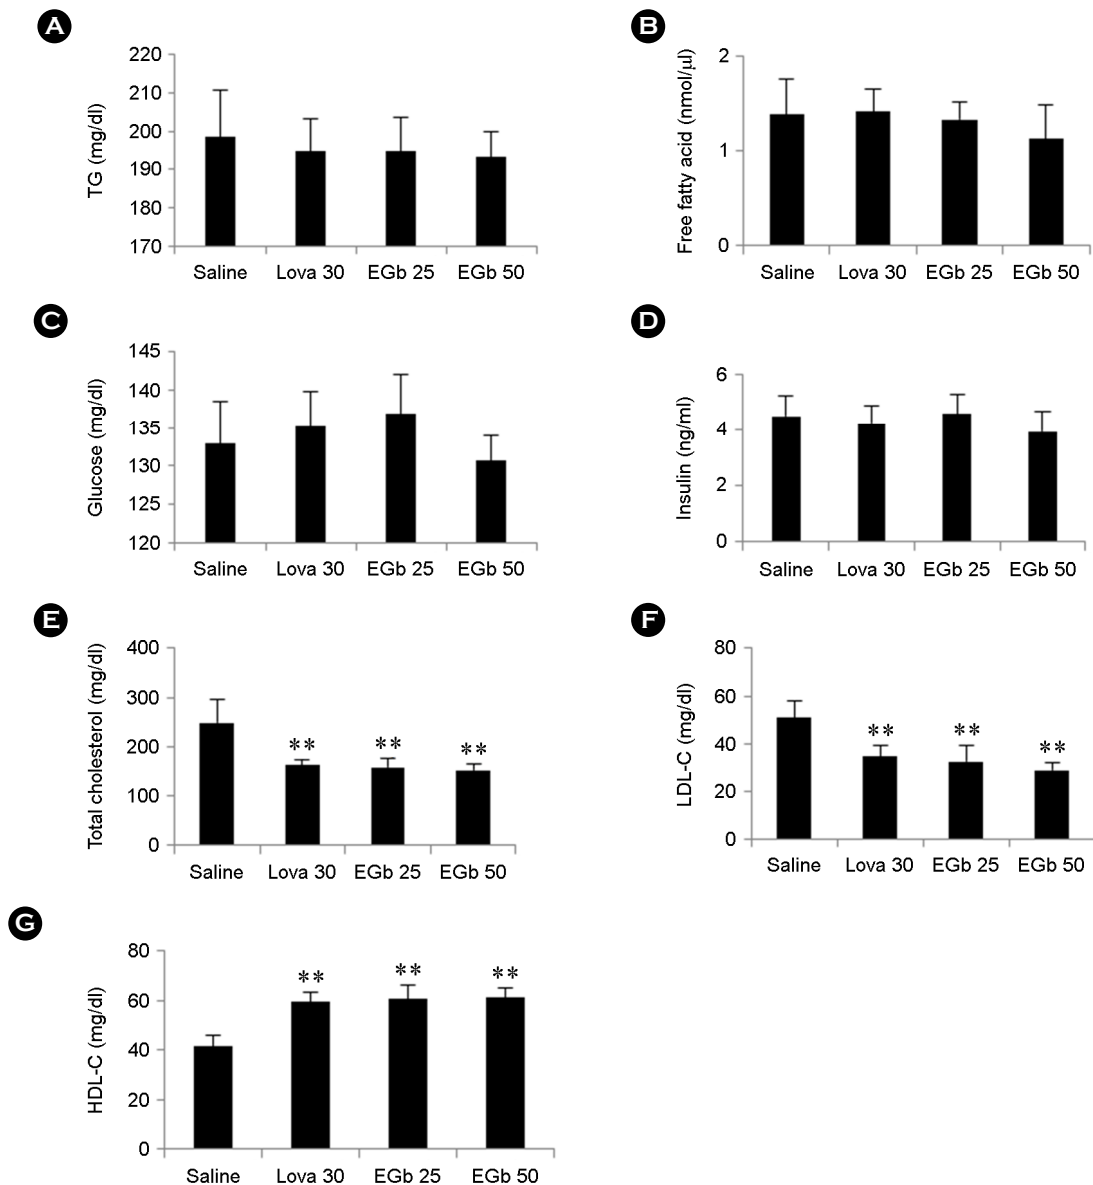 A
TG (mg/dl)
220
210
200
190
180
170
Saline Lova 30 EGb 25 EGb 50
B
Free fatty acid (nmol/μl)
2
1
0
Saline Lova 30 EGb 25 EGb 50
C
Glucose (mg/dl)
145
140
135
130
125
120
Saline Lova 30 EGb 25 EGb 50
D
Insulin (ng/ml)
6
4
2
0
Saline Lova 30 EGb 25 EGb 50
E
Total cholesterol (mg/dl)
400
300
200
100
0
** ** **
Saline Lova 30 EGb 25 EGb 50
F
LDL-C (mg/dl)
80
60
40
20
0
** ** **
Saline Lova 30 EGb 25 EGb 50
G
HDL-C (mg/dl)
80
60
40
20
0
** ** **
Saline Lova 30 EGb 25 EGb 50